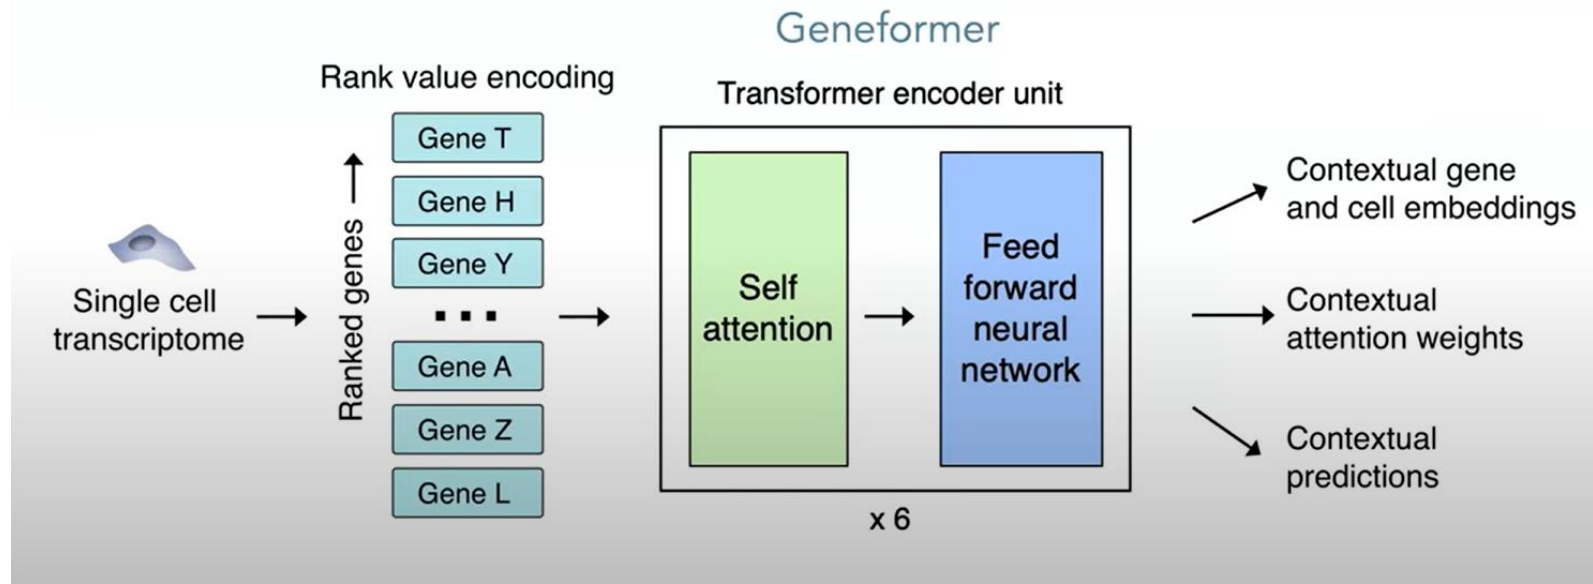 Geneformer
Rank value encoding
Transformer encoder unit
Single cell
transcriptome
Ranked genes
Gene T
Gene H
Gene Y
...
Gene A
Gene Z
Gene L
Self
attention
Feed
forward
neural
network
x 6
Contextual gene
and cell embeddings
Contextual
attention weights
Contextual
predictions